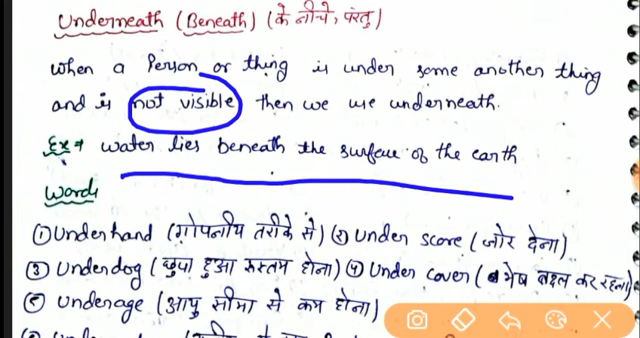 Underneath (Beneath) (के नीचे, परंतु)
When a Person or thing is under some another thing
and is not visible then we use underneath.
Ex → water lies beneath the surface of the earth
Words
① Underhand (गोपनीय तरीके से) ② Under score (जोर देना)
③ Underdog (छुपा हुआ रुस्तम होना) ④ Under cover (भेष बदल कर रहना)
⑤ Underage (आयु सीमा से कम होना)